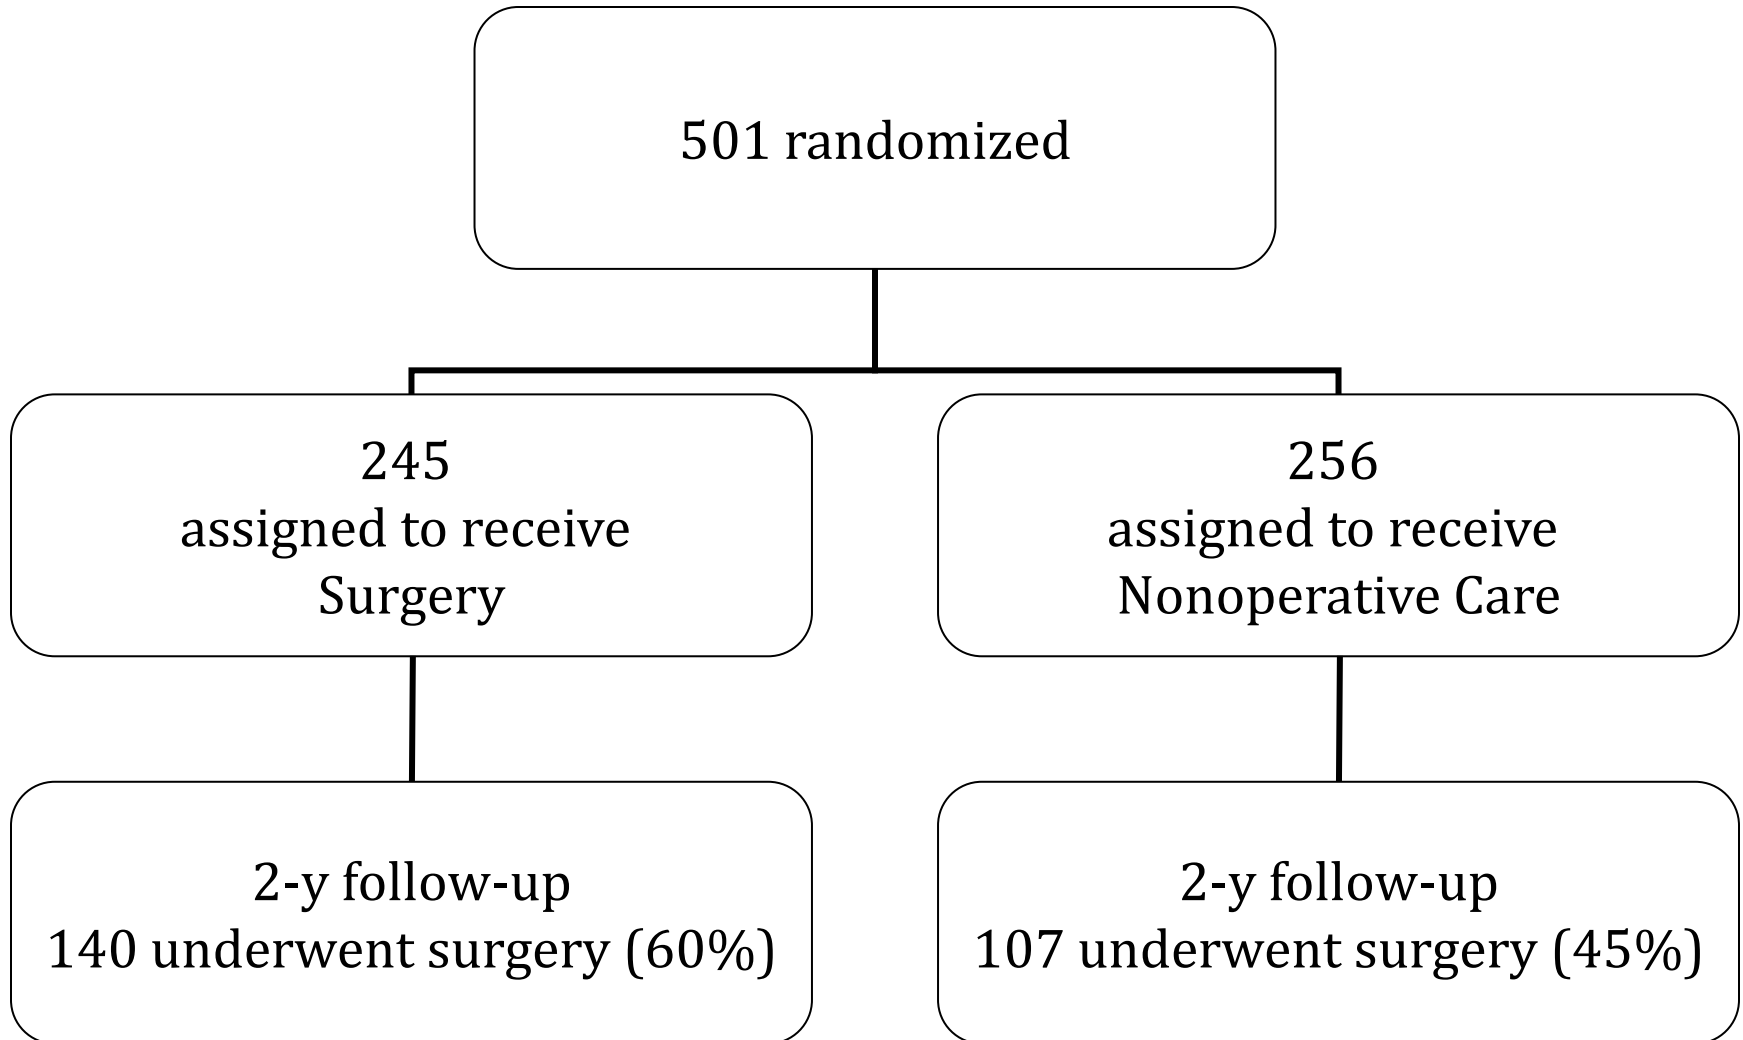 501 randomized
245
assigned to receive
Surgery
256
assigned to receive
Nonoperative Care
2-y follow-up
140 underwent surgery (60%)
2-y follow-up
107 underwent surgery (45%)